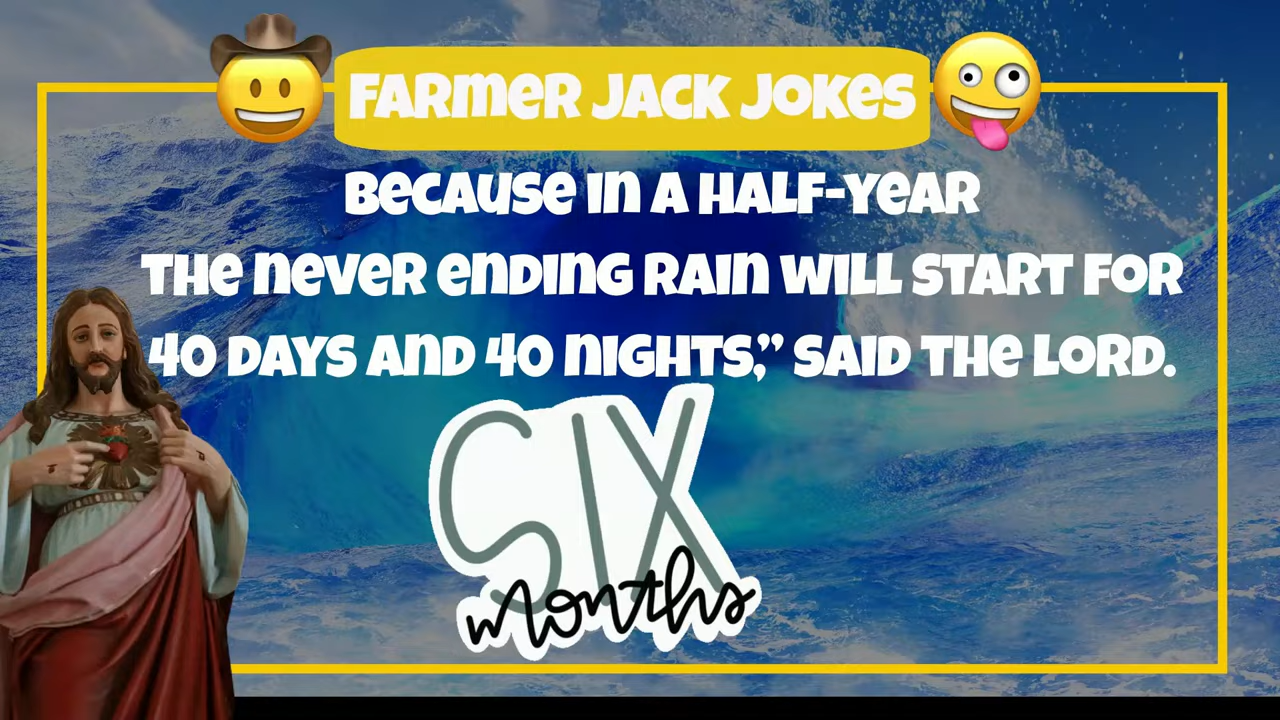 FARMER JACK JOKES
BECAUSE IN A HALF-YEAR
THE NEVER ENDING RAIN WILL START FOR
40 DAYS AND 40 NIGHTS,” SAID THE LORD.
SIX
months